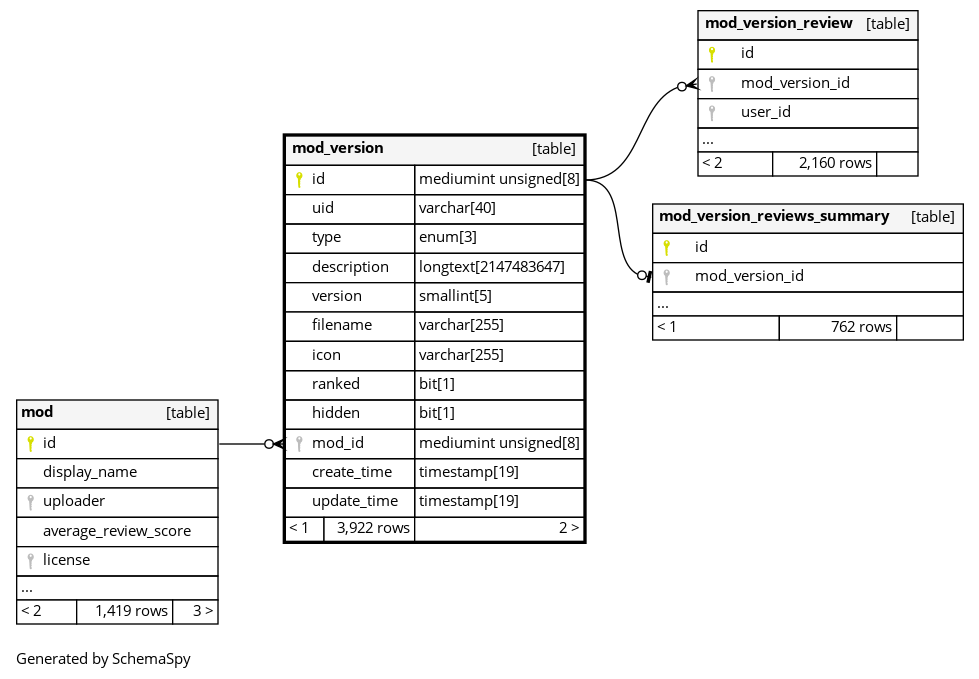 mod_version_review [table]
id
mod_version_id
user_id
...
< 2 2,160 rows
mod_version [table]
id mediumint unsigned[8]
uid varchar[40]
type enum[3]
description longtext[2147483647]
version smallint[5]
filename varchar[255]
icon varchar[255]
ranked bit[1]
hidden bit[1]
mod_id mediumint unsigned[8]
create_time timestamp[19]
update_time timestamp[19]
< 1 3,922 rows 2 >
mod_version_reviews_summary [table]
id
mod_version_id
...
< 1 762 rows
mod [table]
id
display_name
uploader
average_review_score
license
...
< 2 1,419 rows 3 >
Generated by SchemaSpy